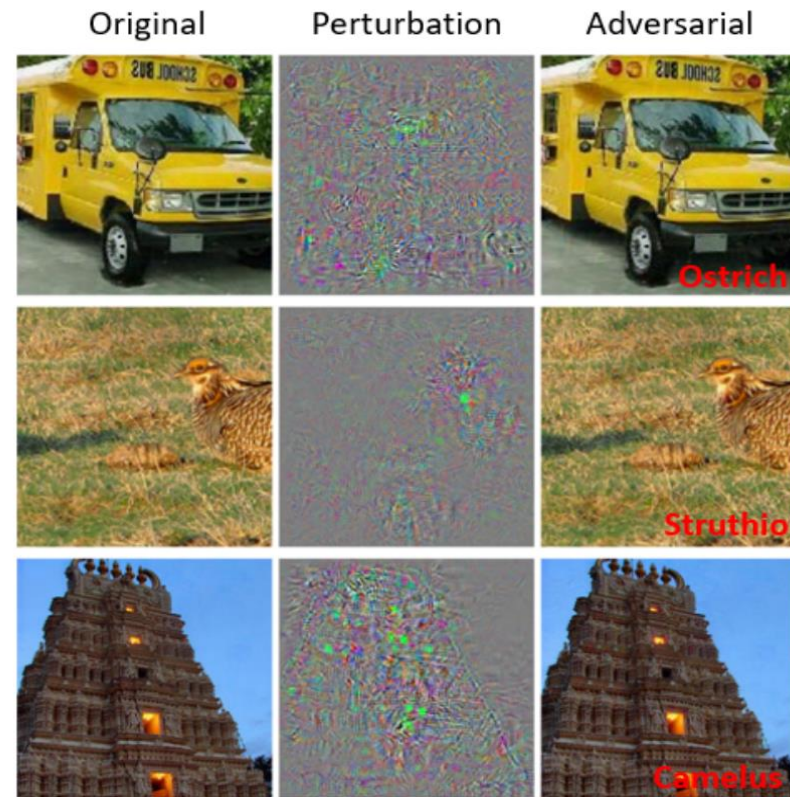 Original Perturbation Adversarial
SCHOOL BUS
SCHOOL BUS
Ostrich
Struthio
Camelus